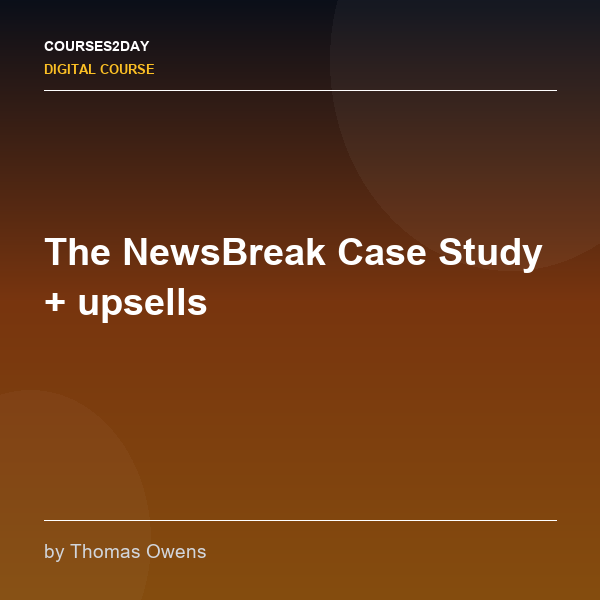 COURSES2DAY
DIGITAL COURSE
The NewsBreak Case Study
+ upsells
by Thomas Owens